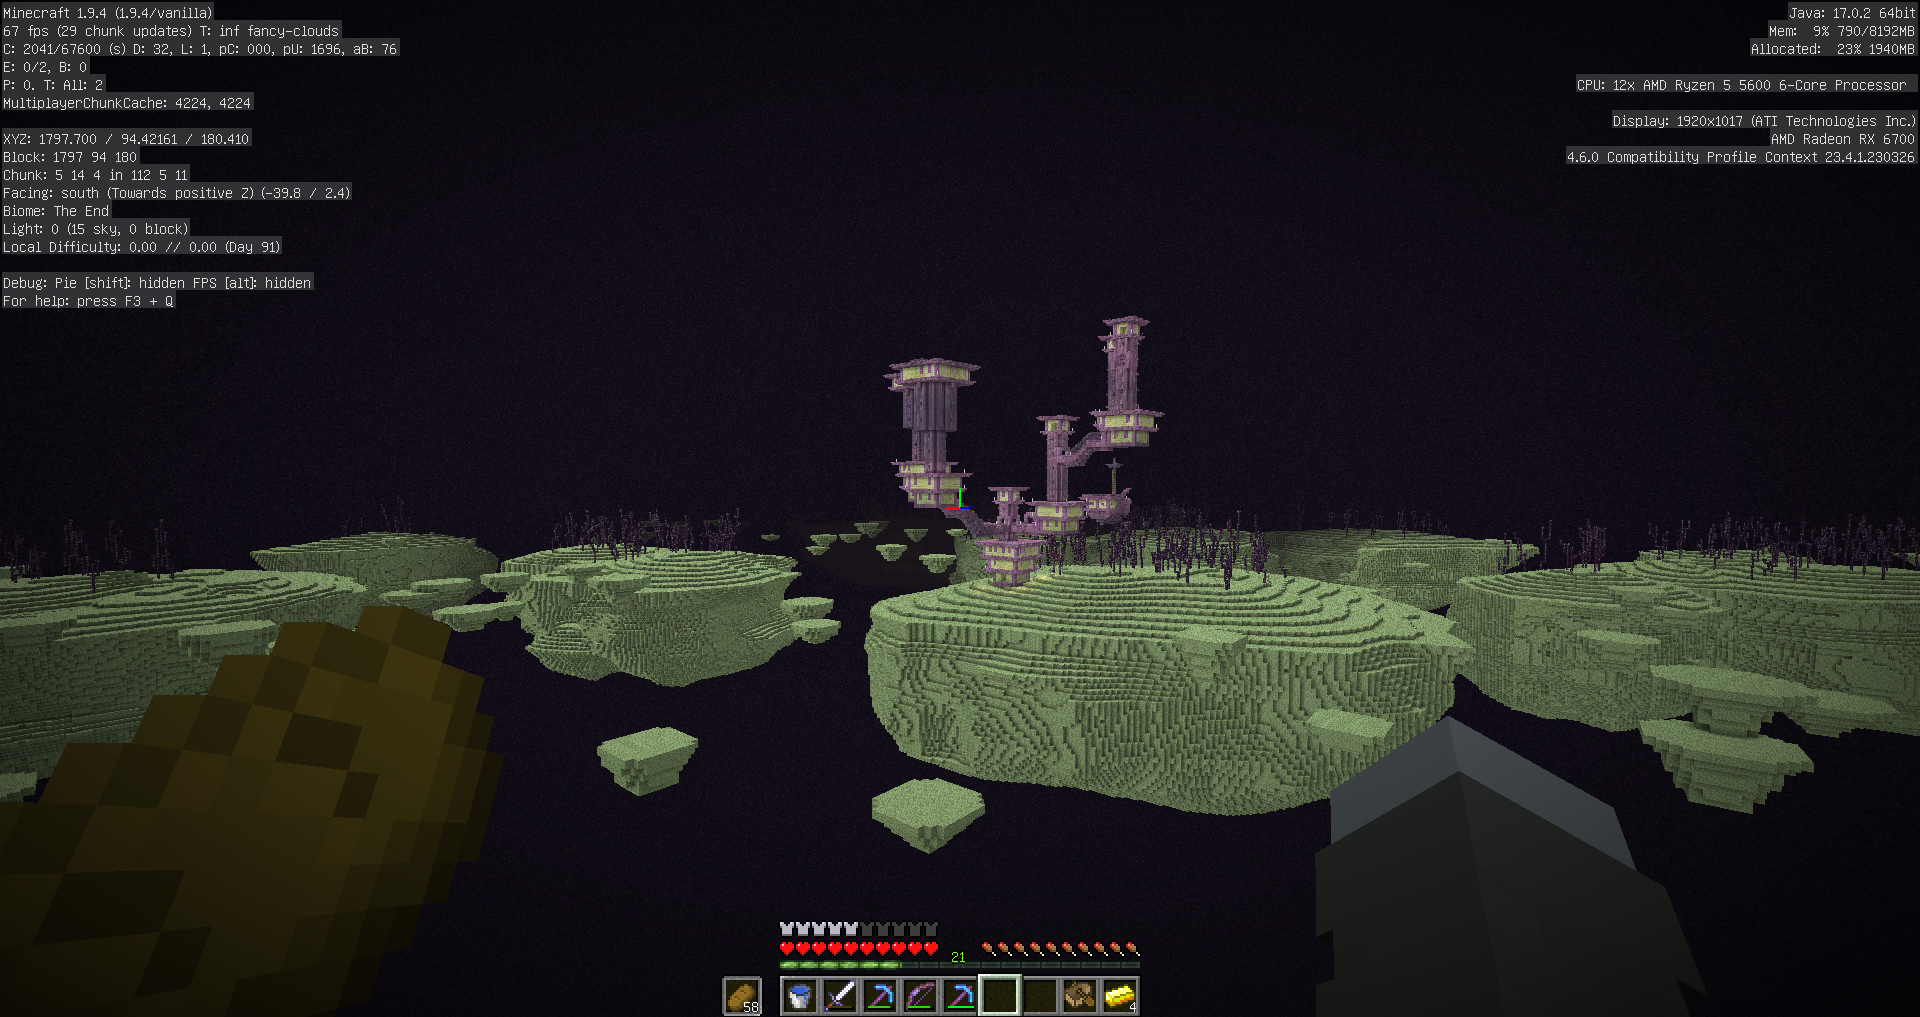 Minecraft 1.9.4 (1.9.4/vanilla)
67 fps (29 chunk updates) T: inf fancy-clouds
C: 2041/67600 (s) D: 32, L: 1, pC: 000, pU: 1696, aB: 76
E: 0/2, B: 0
P: 0. T: All: 2
MultiplayerChunkCache: 4224, 4224
XYZ: 1797.700 / 94.42161 / 180.410
Block: 1797 94 180
Chunk: 5 14 4 in 112 5 11
Facing: south (Towards positive Z) (-39.8 / 2.4)
Biome: The End
Light: 0 (15 sky, 0 block)
Local Difficulty: 0.00 // 0.00 (Day 91)
Debug: Pie [shift]: hidden FPS [alt]: hidden
For help: press F3 + Q
Java: 17.0.2 64bit
Mem: 9% 790/8192MB
Allocated: 23% 1940MB
CPU: 12x AMD Ryzen 5 5600 6-Core Processor
Display: 1920x1017 (ATI Technologies Inc.)
AMD Radeon RX 6700
4.6.0 Compatibility Profile Context 23.4.1.230326
21
58
4